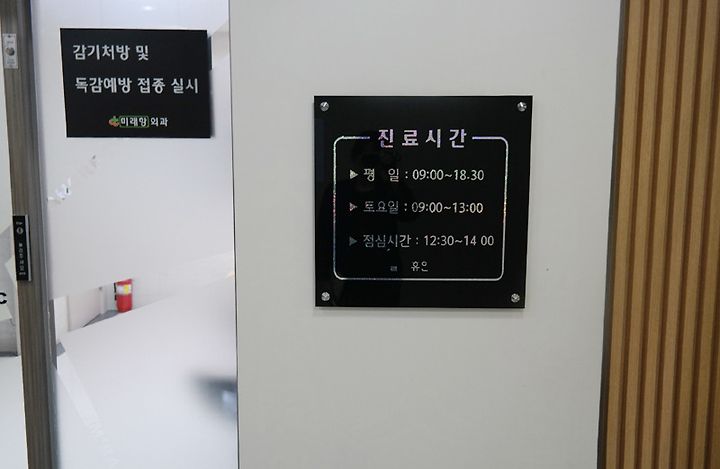 감기처방 및
독감예방 접종 실시
미래항외과
진료시간
▶ 평 일 : 09:00~18.30
▶ 토요일 : 09:00~13:00
▶ 점심시간 : 12:30~14 00
휴인